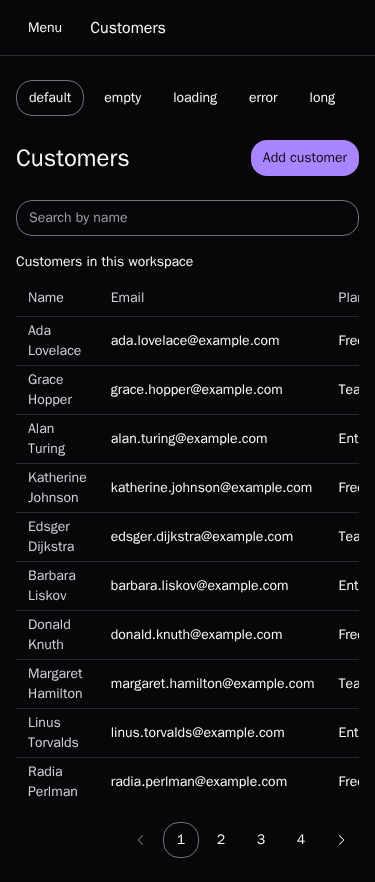 Menu Customers
default empty loading error long
Customers Add customer
Search by name
Customers in this workspace
Name Email
Ada Lovelace ada.lovelace@example.com
Grace Hopper grace.hopper@example.com
Alan Turing alan.turing@example.com
Katherine Johnson katherine.johnson@example.com
Edsger Dijkstra edsger.dijkstra@example.com
Barbara Liskov barbara.liskov@example.com
Donald Knuth donald.knuth@example.com
Margaret Hamilton margaret.hamilton@example.com
Linus Torvalds linus.torvalds@example.com
Radia Perlman radia.perlman@example.com
1 2 3 4